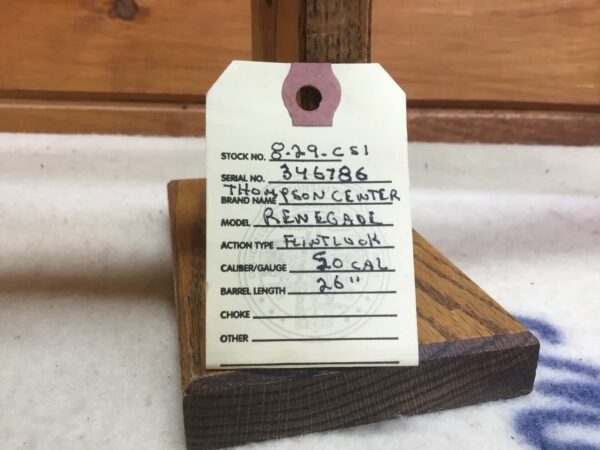 STOCK NO. 8-29-CS1
SERIAL NO. 346786
BRAND NAME THOMPSON CENTER
MODEL RENEGADE
ACTION TYPE FLINTLOCK
CALIBER/GAUGE 50 CAL
BARREL LENGTH 26"
CHOKE
OTHER